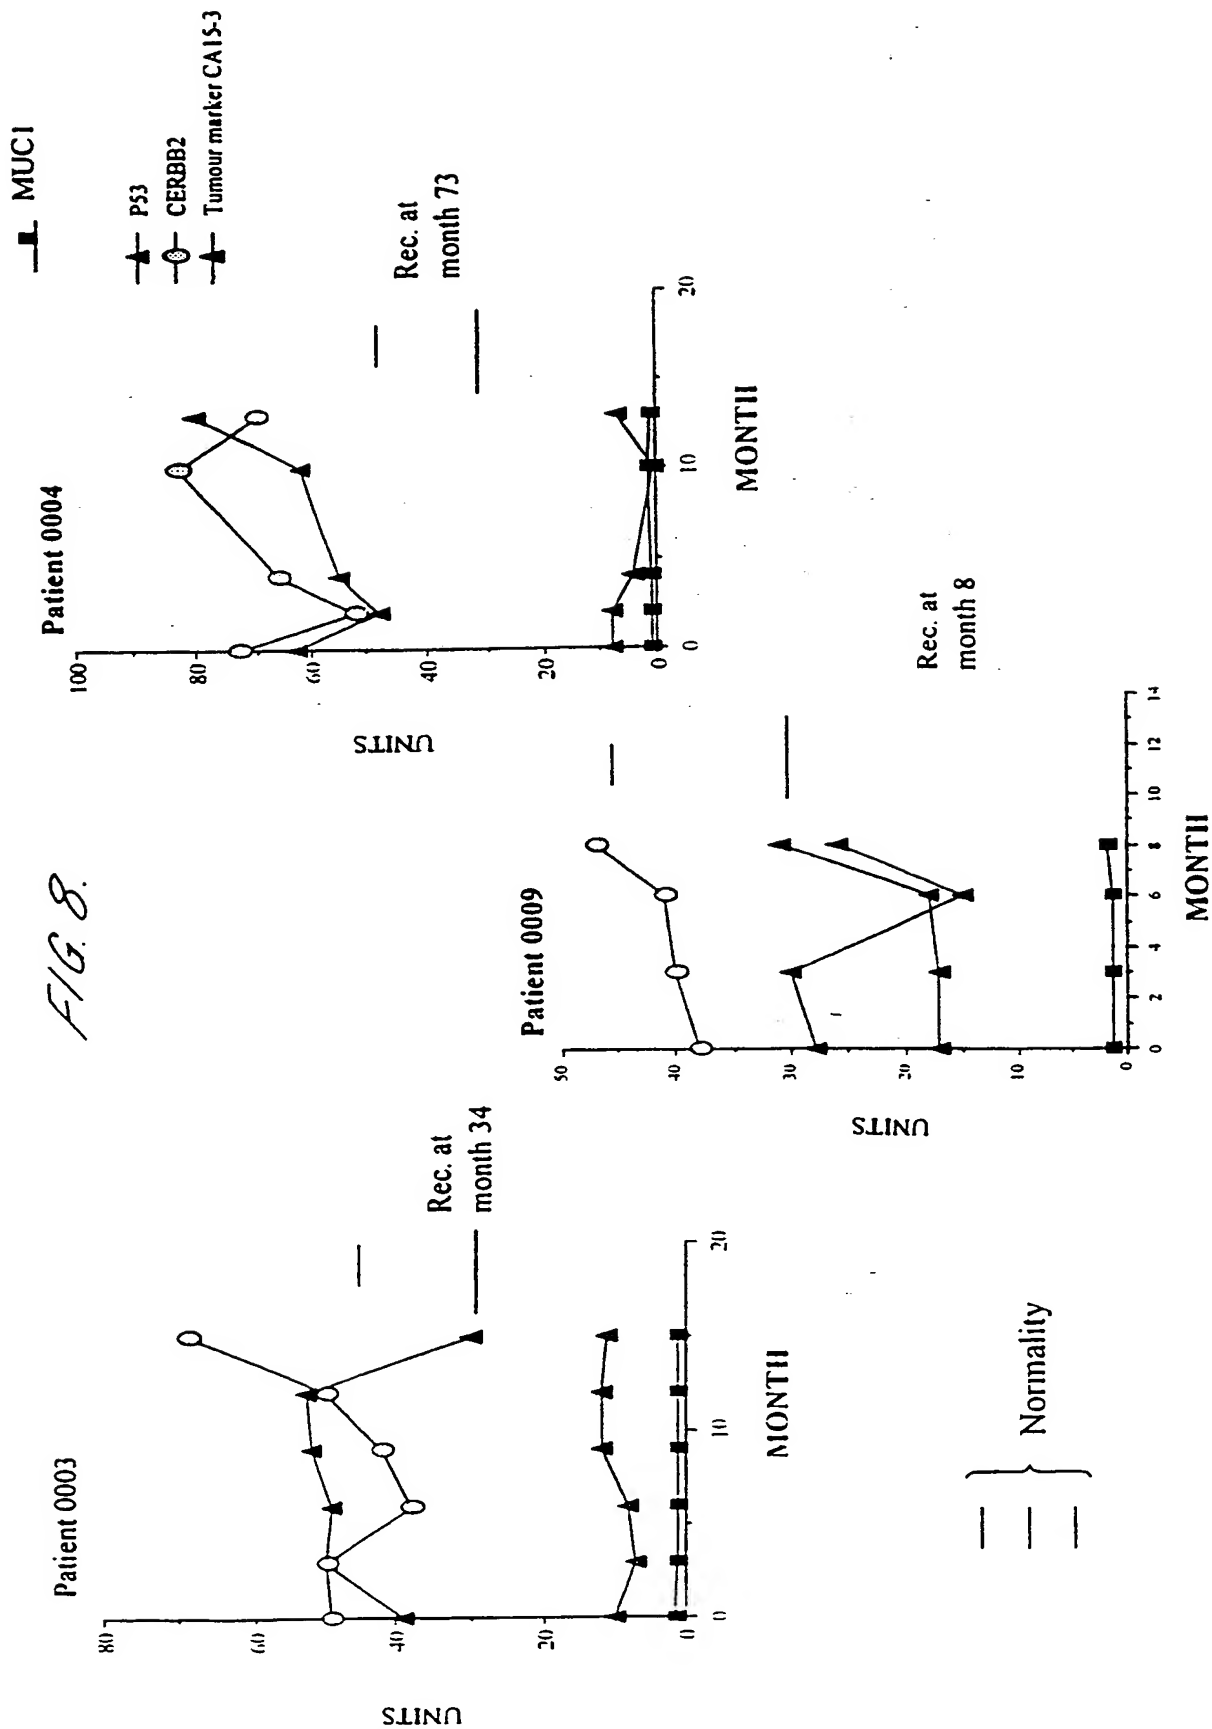 FIG. 8.
MUC1
P53
CERBB2
Tumour marker CA15-3
Patient 0003
UNITS
80
60
40
20
0
0
10
20
MONTH
Rec. at
month 34
Patient 0004
UNITS
100
80
60
40
20
0
0
10
20
MONTH
Rec. at
month 73
Patient 0009
UNITS
50
40
30
20
10
0
0
2
4
6
8
10
12
14
MONTH
Rec. at
month 8
Normality